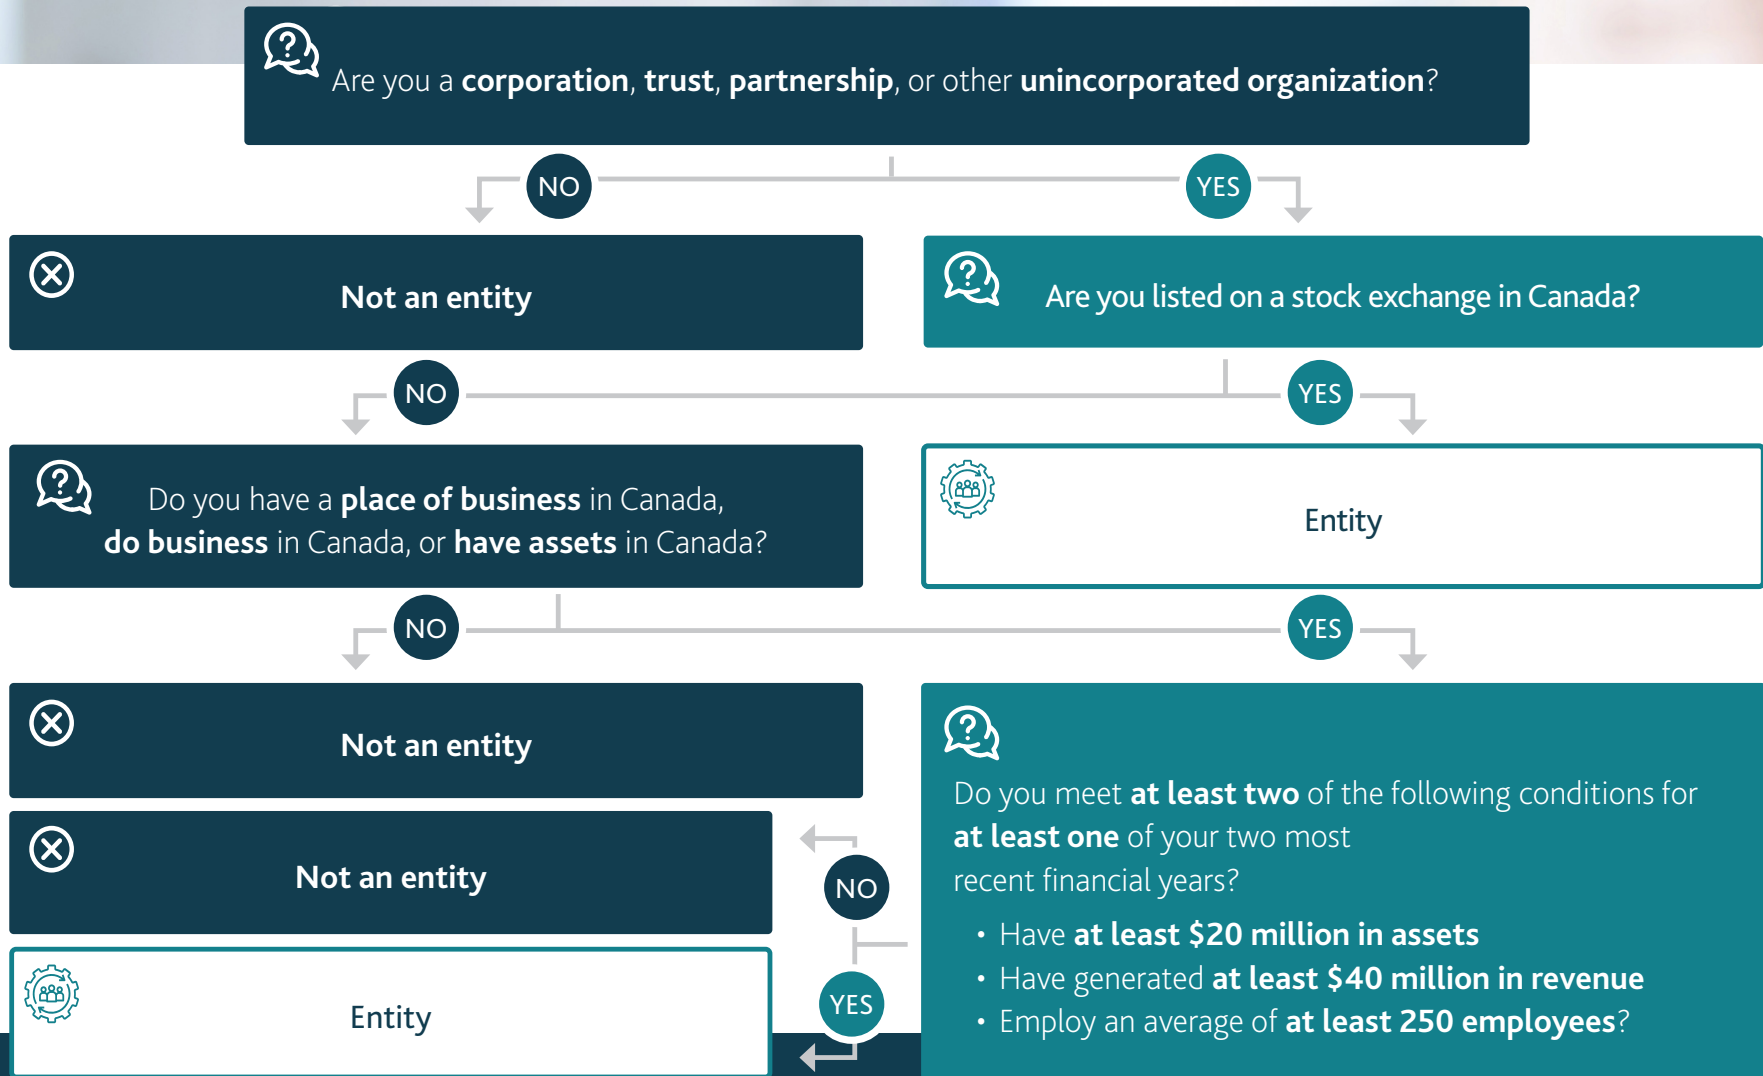 Are you a corporation, trust, partnership, or other unincorporated organization?
NO
YES
Not an entity
Are you listed on a stock exchange in Canada?
NO
YES
Do you have a place of business in Canada,
do business in Canada, or have assets in Canada?
Entity
NO
YES
Not an entity
Do you meet at least two of the following conditions for
at least one of your two most
recent financial years?
• Have at least $20 million in assets
• Have generated at least $40 million in revenue
• Employ an average of at least 250 employees?
NO
Not an entity
YES
Entity